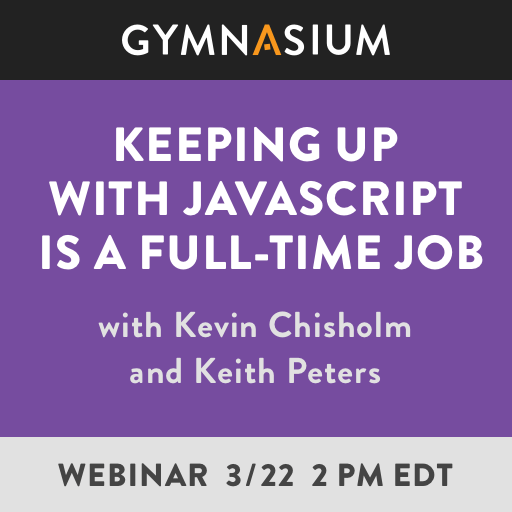 GYMNASIUM
KEEPING UP
WITH JAVASCRIPT
IS A FULL-TIME JOB
with Kevin Chisholm
and Keith Peters
WEBINAR 3/22 2 PM EDT